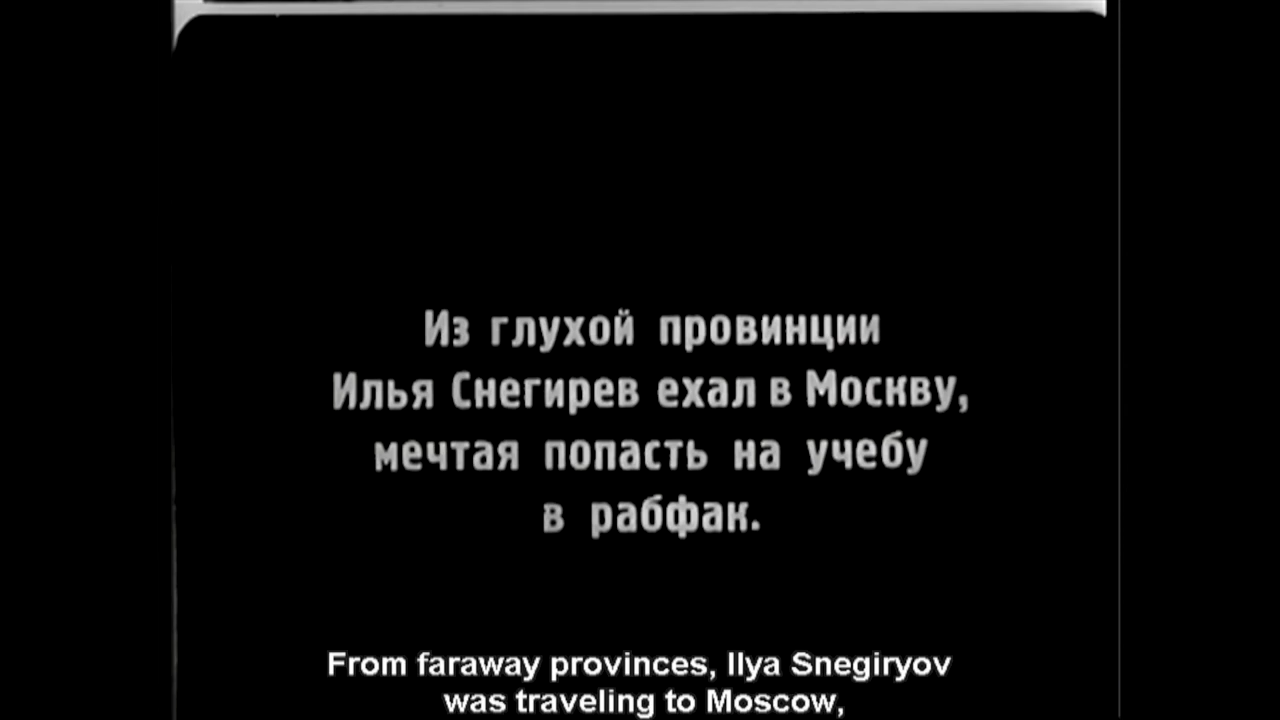 Из глухой провинции
Илья Снегирев ехал в Москву,
мечтая попасть на учебу
в рабфак.
From faraway provinces, Ilya Snegiryov
was traveling to Moscow,